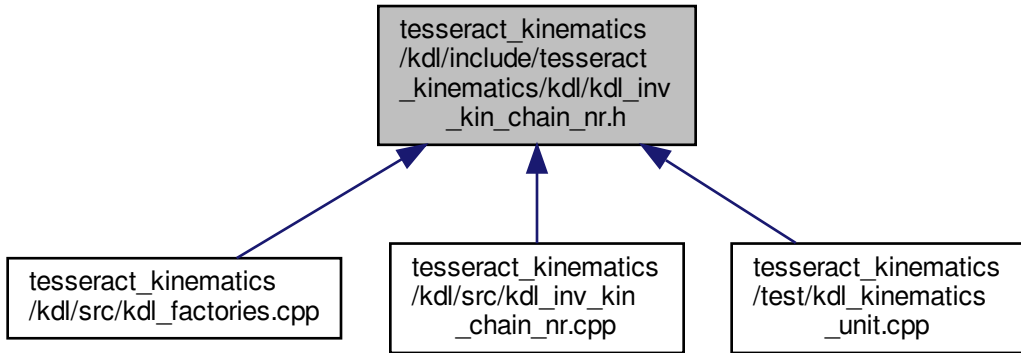 tesseract_kinematics
/kdl/include/tesseract
_kinematics/kdl/kdl_inv
_kin_chain_nr.h
tesseract_kinematics
/kdl/src/kdl_factories.cpp
tesseract_kinematics
/kdl/src/kdl_inv_kin
_chain_nr.cpp
tesseract_kinematics
/test/kdl_kinematics
_unit.cpp